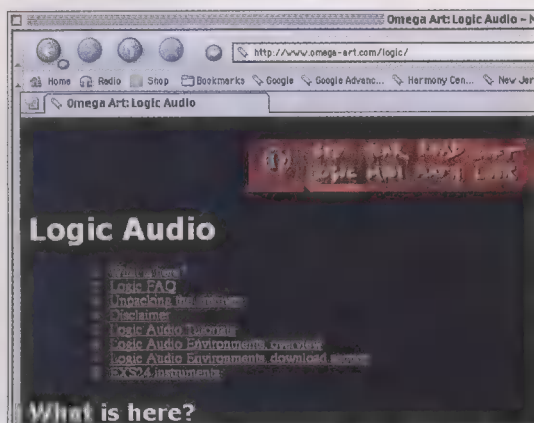 Omega Art: Logic Audio - N
http://www.omega-art.com/logic/
Home Radio Shop Bookmarks Google Google Advanc... Harmony Cen... New Jer
Omega Art: Logic Audio
Logic Audio
Logic FAQ
Unpacking the
Disclaimer
Logic Audio Tutorials
Logic Audio Environments, overview
Logic Audio Environments, download
EXS24 instruments
What is here?